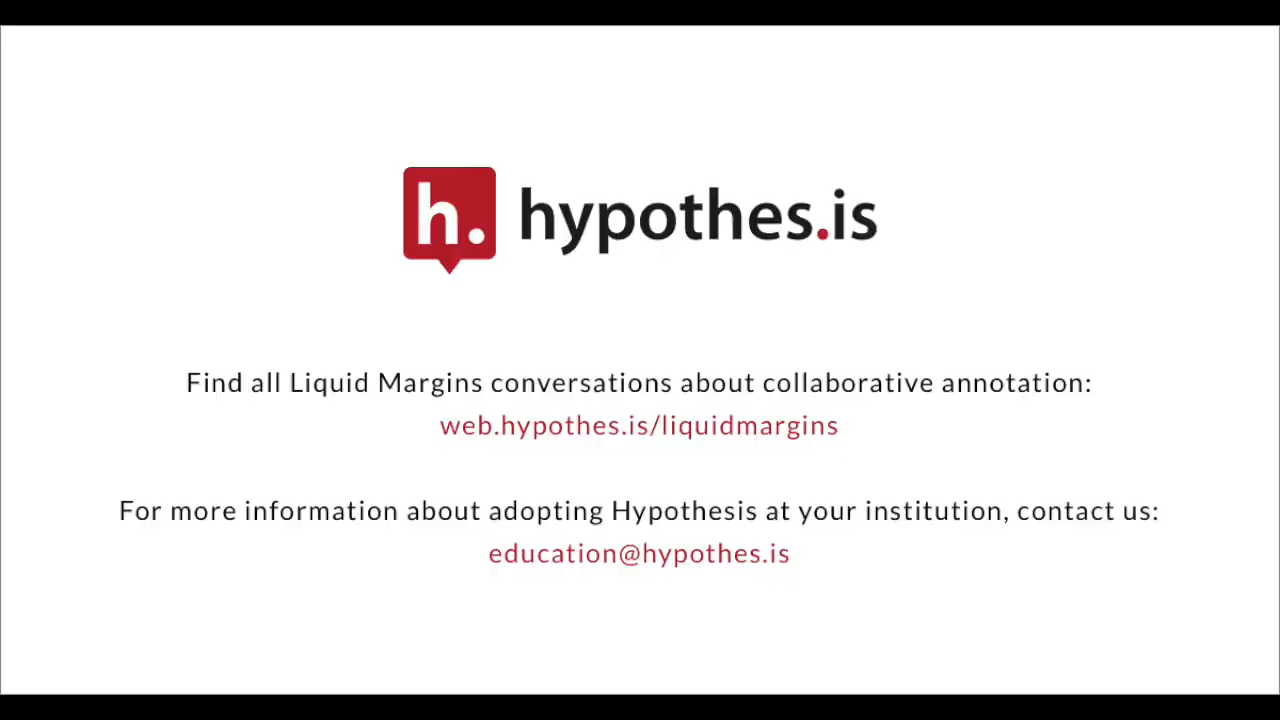 h. hypothes.is
Find all Liquid Margins conversations about collaborative annotation:
web.hypothes.is/liquidmargins
For more information about adopting Hypothesis at your institution, contact us:
education@hypothes.is